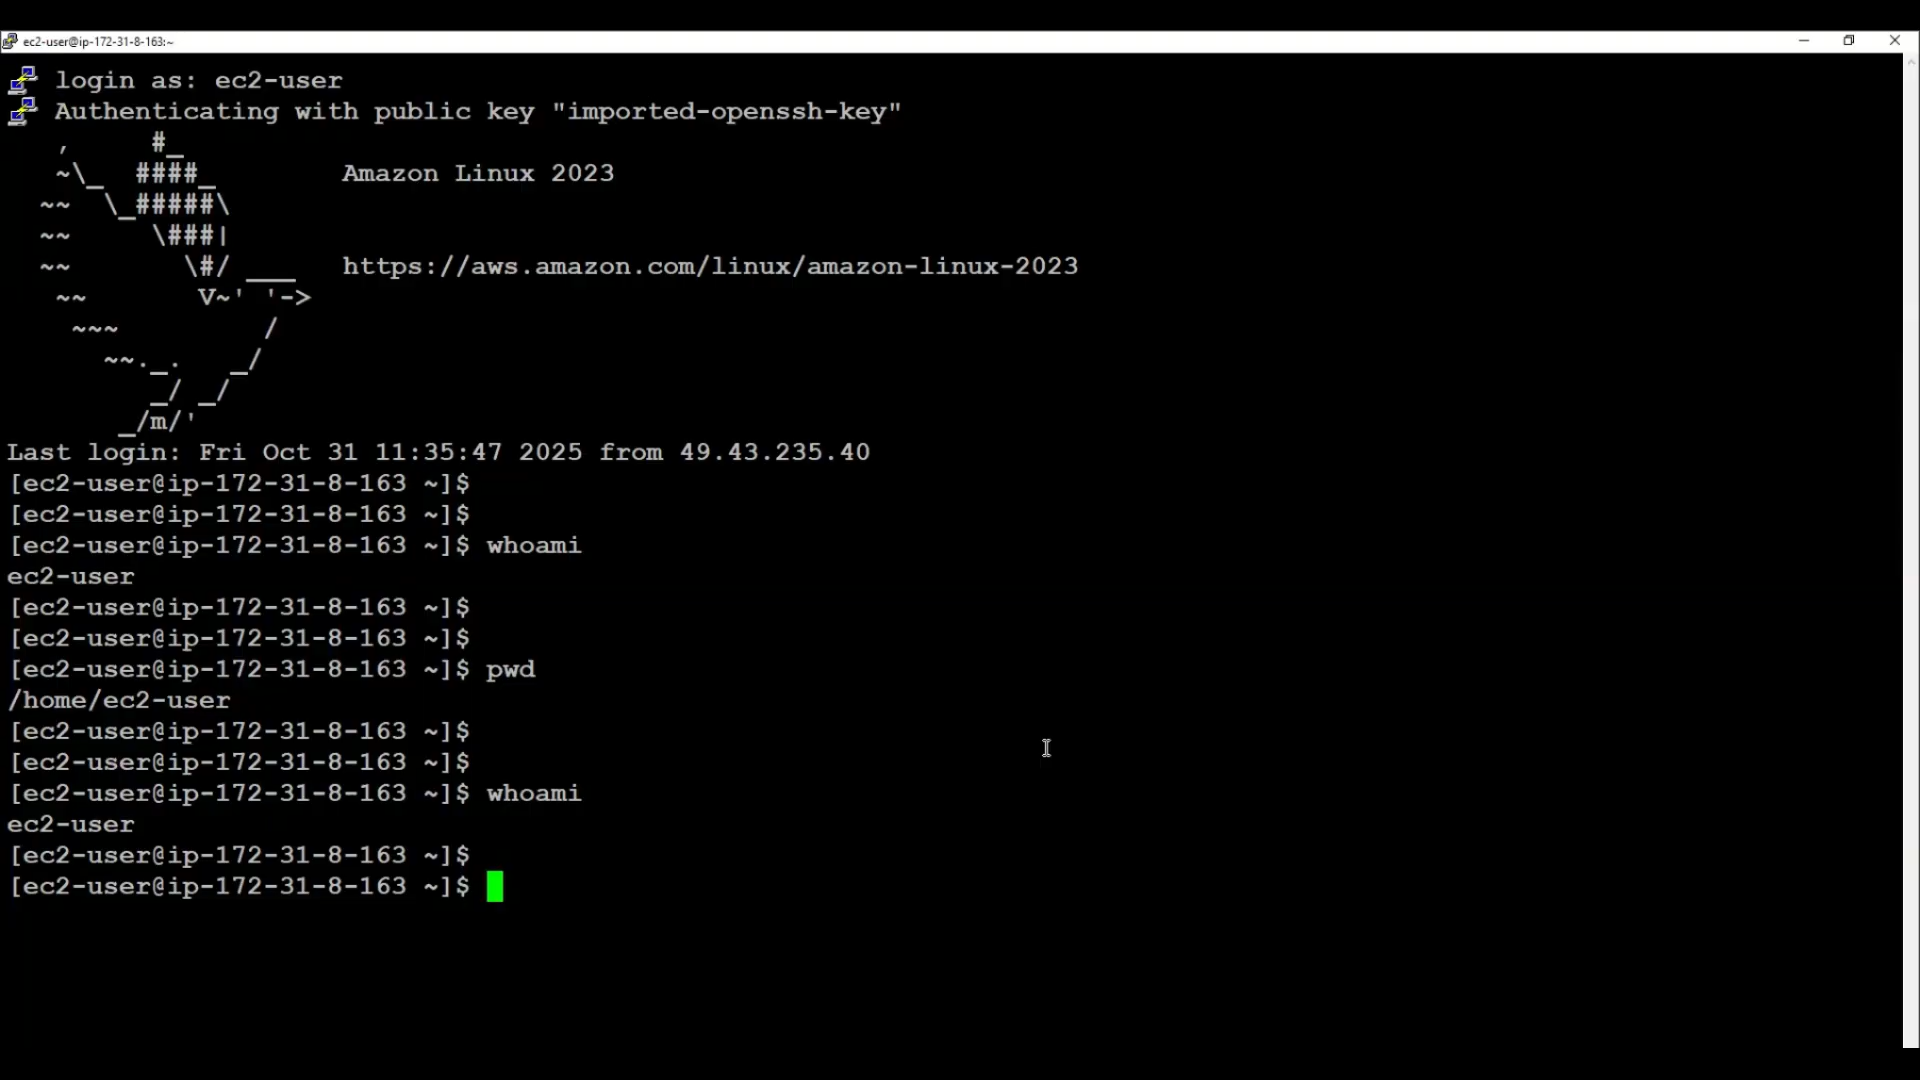 ec2-user@ip-172-31-8-163:~
login as: ec2-user
Authenticating with public key "imported-openssh-key"
   ,     #_
   ~\_  ####_        Amazon Linux 2023
  ~~  \_#####\
  ~~     \###|
  ~~       \#/ ___   https://aws.amazon.com/linux/amazon-linux-2023
   ~~       V~' '->
    ~~~         /
      ~~._.   _/
         _/ _/
       _/m/'
Last login: Fri Oct 31 11:35:47 2025 from 49.43.235.40
[ec2-user@ip-172-31-8-163 ~]$
[ec2-user@ip-172-31-8-163 ~]$
[ec2-user@ip-172-31-8-163 ~]$ whoami
ec2-user
[ec2-user@ip-172-31-8-163 ~]$
[ec2-user@ip-172-31-8-163 ~]$
[ec2-user@ip-172-31-8-163 ~]$ pwd
/home/ec2-user
[ec2-user@ip-172-31-8-163 ~]$
[ec2-user@ip-172-31-8-163 ~]$
[ec2-user@ip-172-31-8-163 ~]$ whoami
ec2-user
[ec2-user@ip-172-31-8-163 ~]$
[ec2-user@ip-172-31-8-163 ~]$